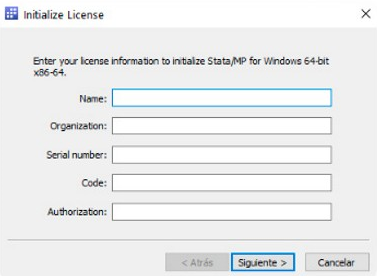 Initialize License
Enter your license information to initialize Stata/MP for Windows 64-bit
x86-64.
Name:
Organization:
Serial number:
Code:
Authorization:
< Atrás
Siguiente >
Cancelar